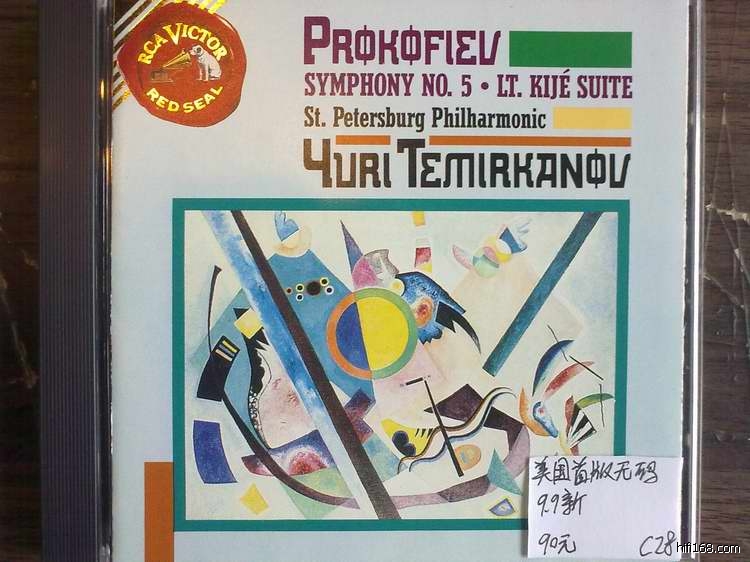 RCA VICTOR
RED SEAL
PROKOFIEV
SYMPHONY NO. 5 • LT. KIJÉ SUITE
St. Petersburg Philharmonic
YURI TEMIRKANOV
美国首版无码
99新
90元 C28
hifi168.com